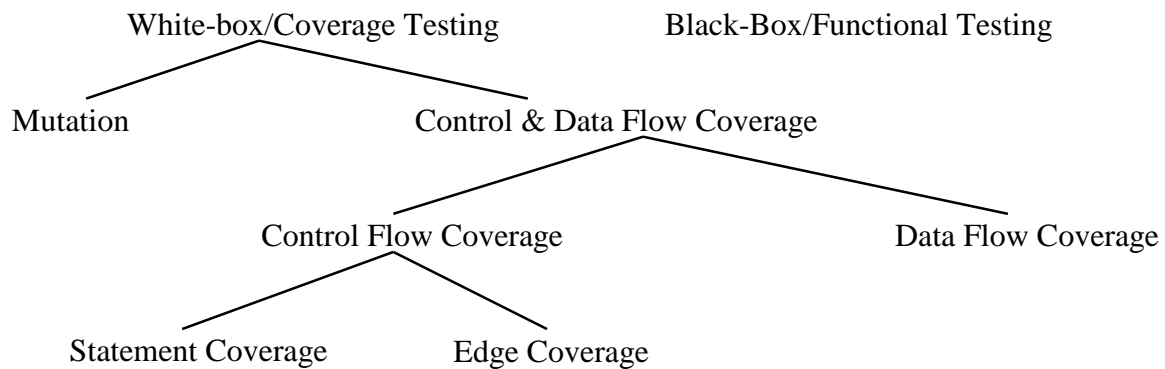 White-box/Coverage Testing
Black-Box/Functional Testing
Mutation
Control & Data Flow Coverage
Control Flow Coverage
Data Flow Coverage
Statement Coverage
Edge Coverage